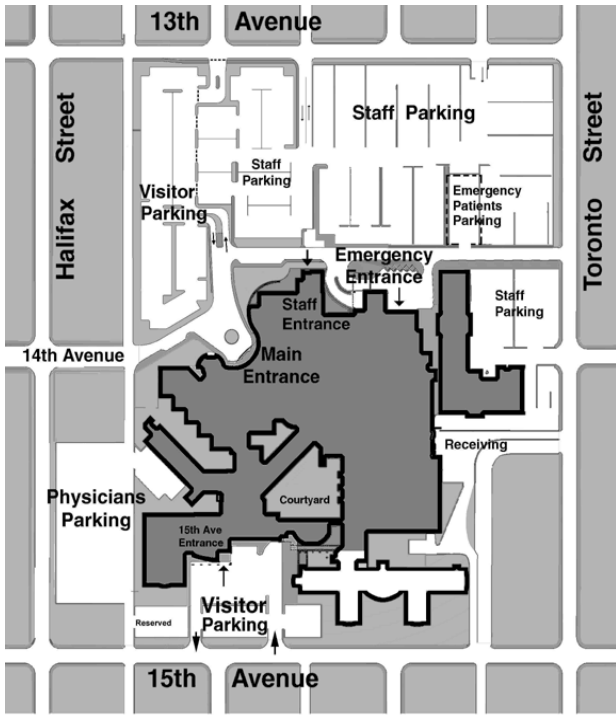 13th Avenue
Halifax Street
Toronto Street
Staff Parking
Staff
Parking
Visitor
Parking
Emergency
Patients
Parking
Emergency
Entrance
Staff
Entrance
Staff
Parking
14th Avenue
Main
Entrance
Receiving
Physicians
Parking
Courtyard
15th Ave
Entrance
Visitor
Parking
Reserved
15th Avenue